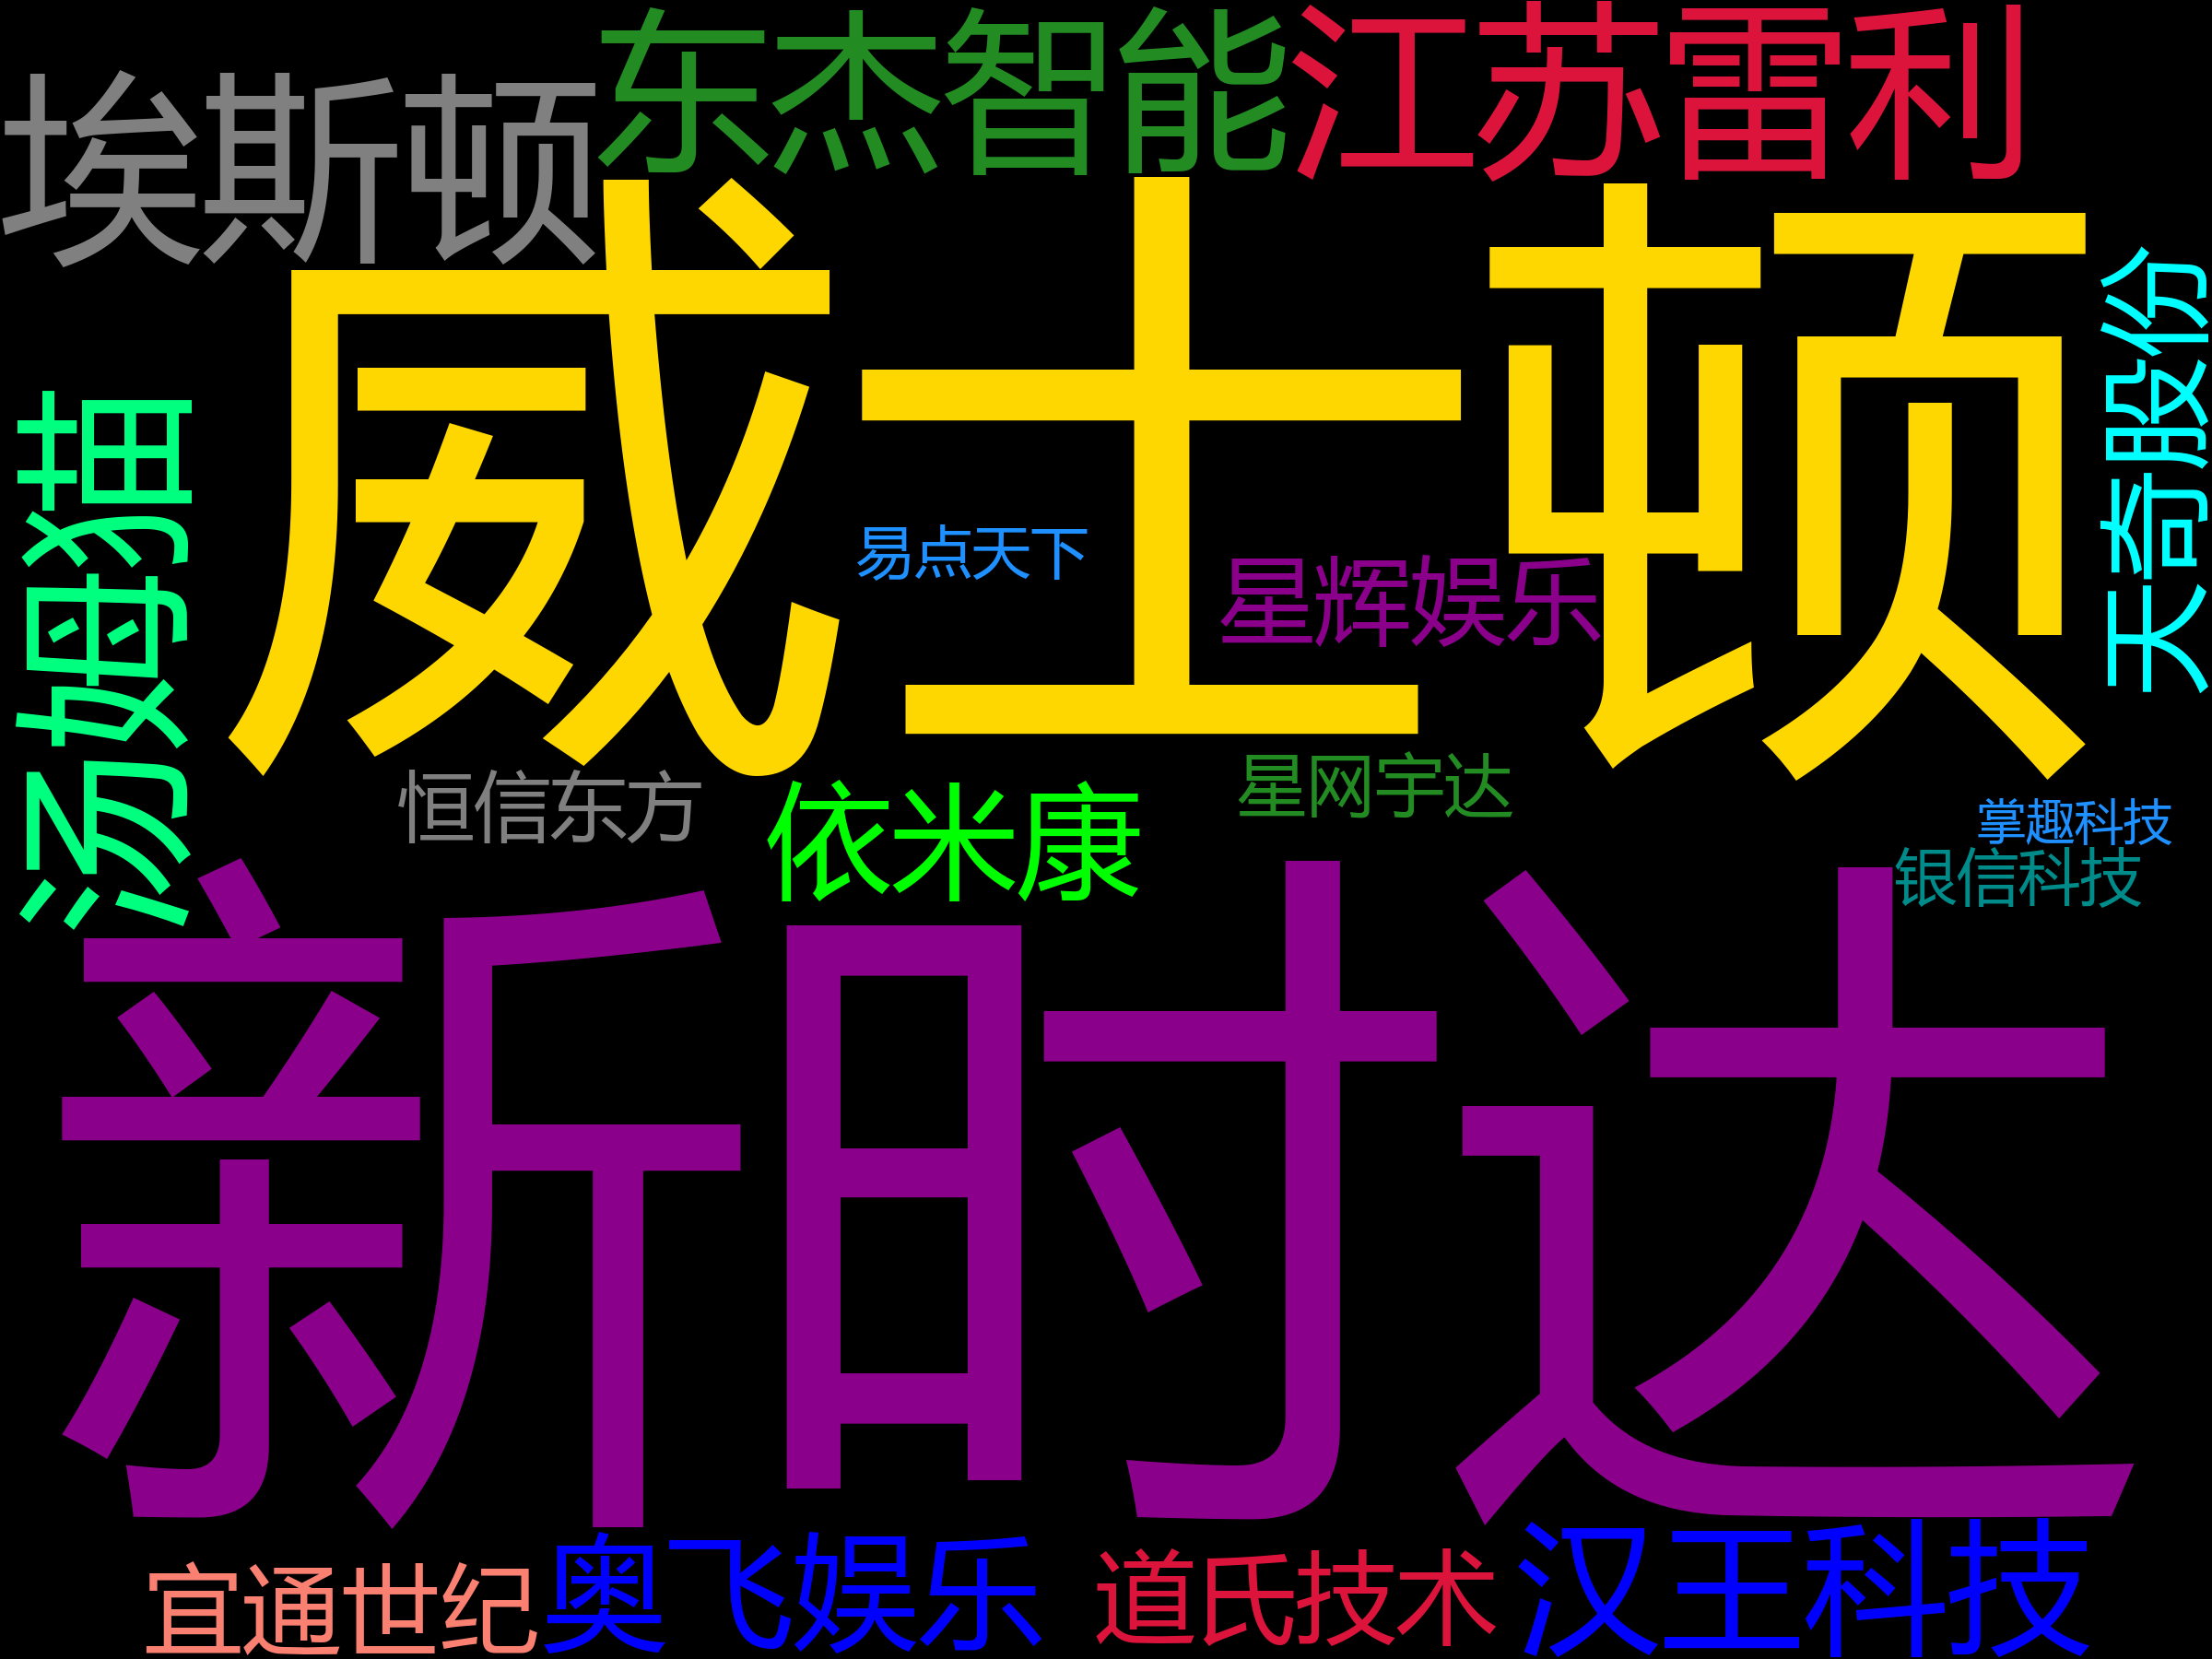 东杰智能
江苏雷利
埃斯顿
威士顿
天奇股份
汤姆猫
易点天下
星辉娱乐
星网宇达
恒信东方
依米康
掌趣科技
银信科技
新时达
宜通世纪
奥飞娱乐
道氏技术
汉王科技